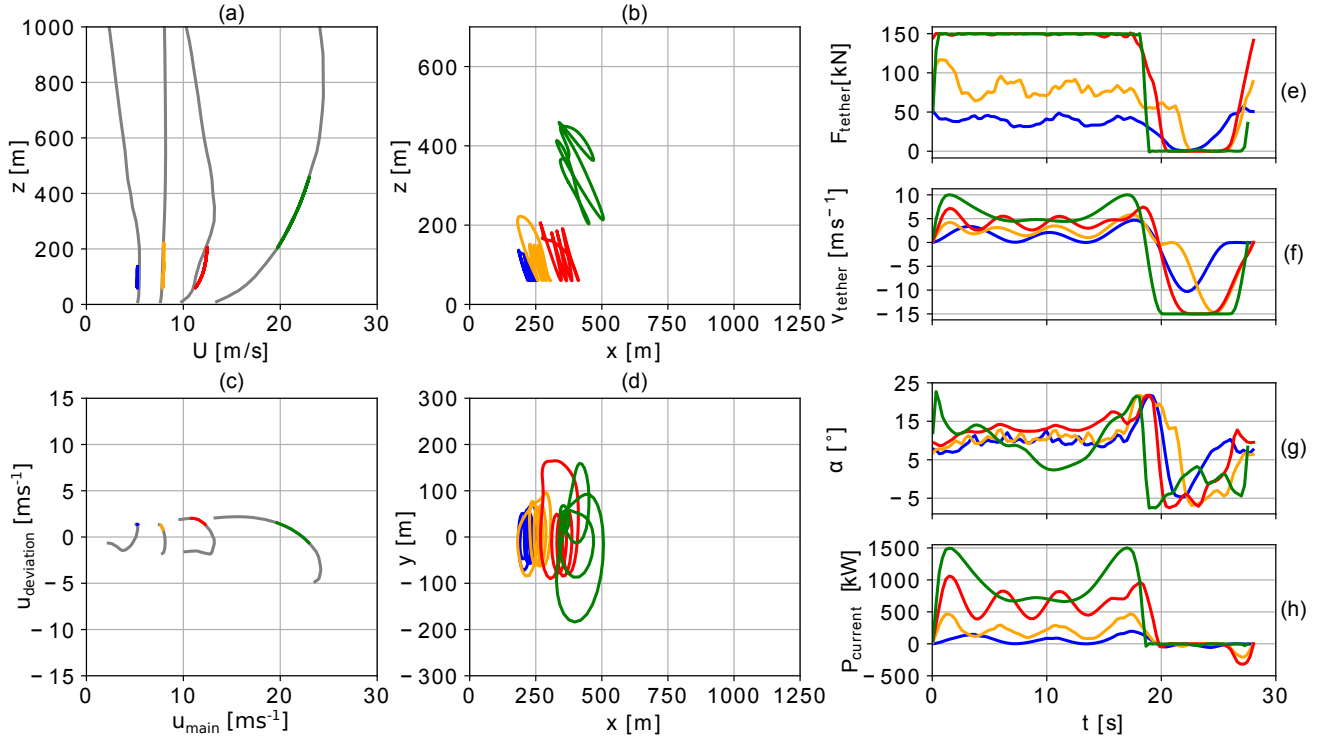 (a)
1000
800
600
400
200
0
z [m]
0 10 20 30
U [m/s]
(b)
600
400
200
0
z [m]
0 250 500 750 1000 1250
x [m]
(c)
15
10
5
0
−5
−10
−15
u_deviation [ms⁻¹]
0 10 20 30
u_main [ms⁻¹]
(d)
300
200
100
0
−100
−200
−300
y [m]
0 250 500 750 1000 1250
x [m]
150
100
50
0
F_tether[kN]
(e)
10
5
0
−5
−10
−15
v_tether [ms⁻¹]
(f)
25
15
5
−5
α [°]
(g)
1500
1000
500
0
−500
P_current [kW]
(h)
0 10 20 30
t [s]